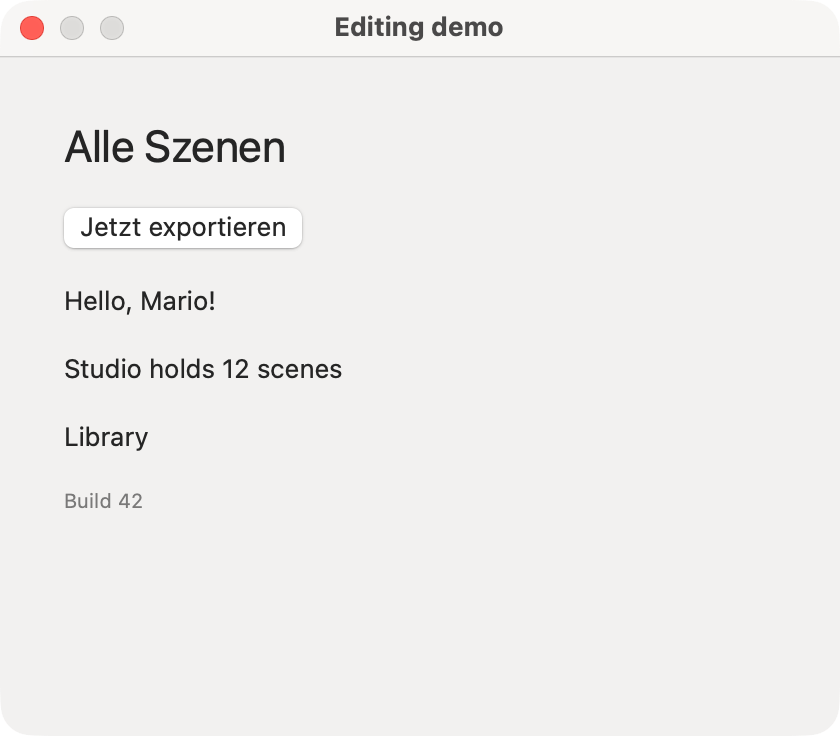 Editing demo
Alle Szenen
Jetzt exportieren
Hello, Mario!
Studio holds 12 scenes
Library
Build 42